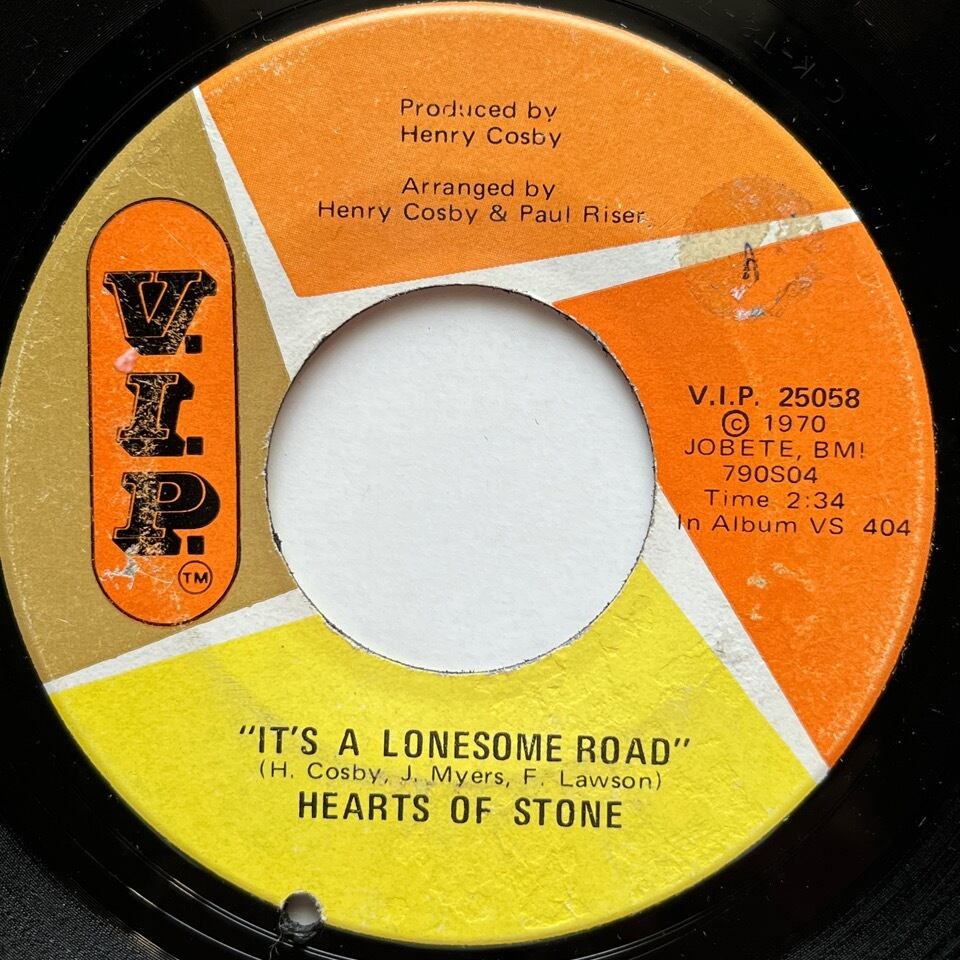 Produced by
Henry Cosby
Arranged by
Henry Cosby & Paul Riser
V.I.P.
TM
V.I.P. 25058
© 1970
JOBETE, BMI
790S04
Time 2:34
In Album VS 404
"IT'S A LONESOME ROAD"
(H. Cosby, J. Myers, F. Lawson)
HEARTS OF STONE